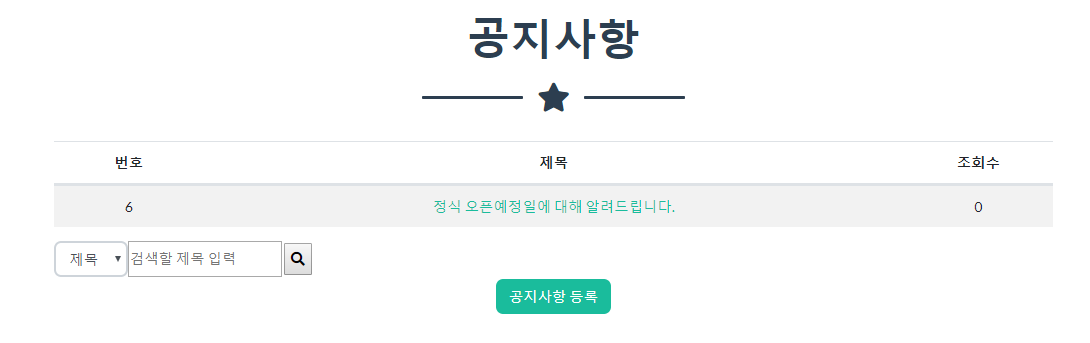 공지사항
번호 제목 조회수
6 정식 오픈예정일에 대해 알려드립니다. 0
제목 검색할 제목 입력
공지사항 등록